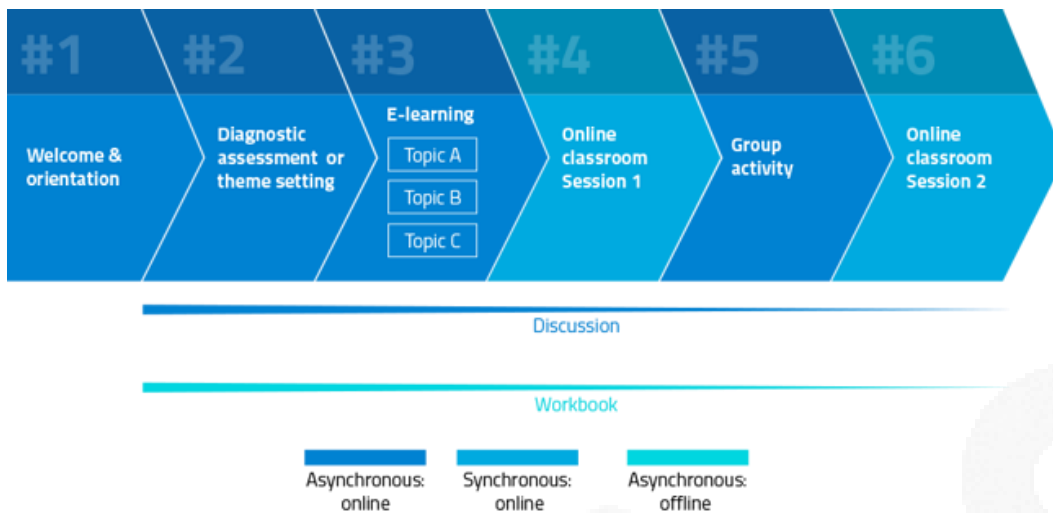 #1
#2
#3
#4
#5
#6
Welcome &
orientation
Diagnostic
assessment or
theme setting
E-learning
Topic A
Topic B
Topic C
Online
classroom
Session 1
Group
activity
Online
classroom
Session 2
Discussion
Workbook
Asynchronous:
online
Synchronous:
online
Asynchronous:
offline